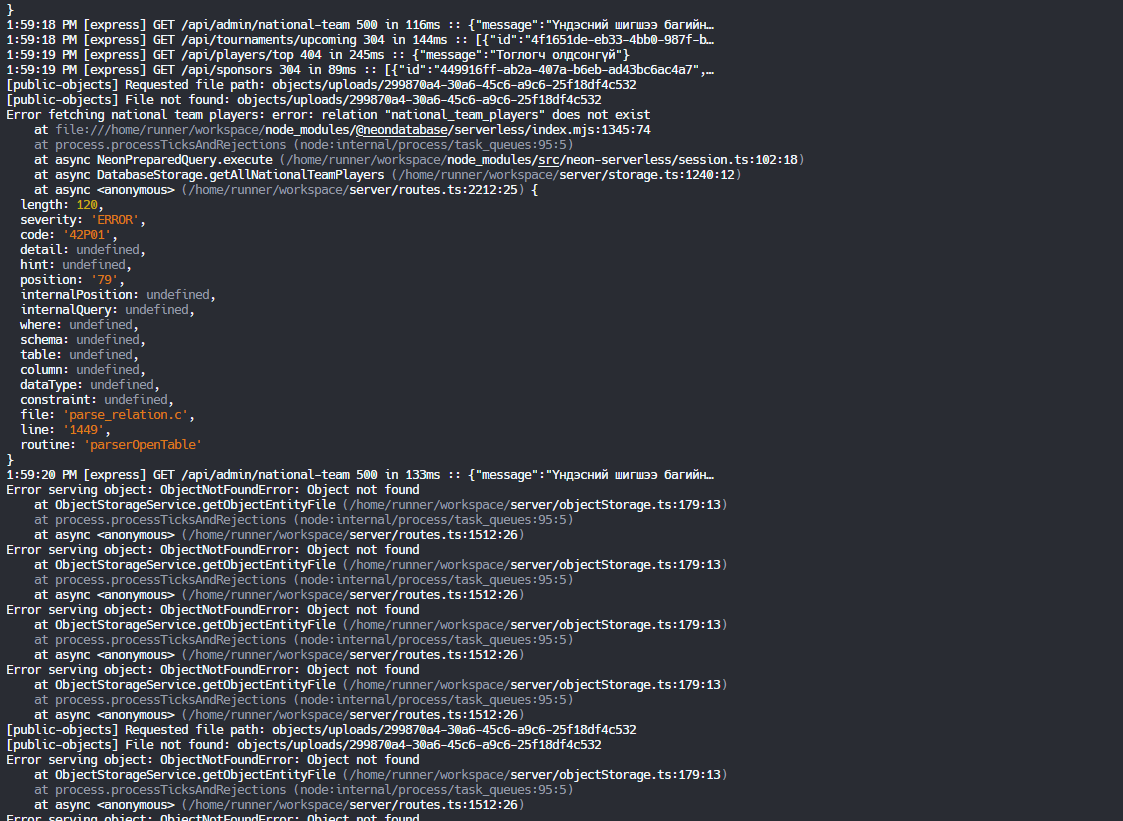 }
1:59:18 PM [express] GET /api/admin/national-team 500 in 116ms :: {"message":"Үндэсний шигшээ багийн…
1:59:18 PM [express] GET /api/tournaments/upcoming 304 in 144ms :: [{"id":"4f1651de-eb33-4bb0-987f-b…
1:59:19 PM [express] GET /api/players/top 404 in 245ms :: {"message":"Тоглогч олдсонгүй"}
1:59:19 PM [express] GET /api/sponsors 304 in 89ms :: [{"id":"449916ff-ab2a-407a-b6eb-ad43bc6ac4a7",…
[public-objects] Requested file path: objects/uploads/299870a4-30a6-45c6-a9c6-25f18df4c532
[public-objects] File not found: objects/uploads/299870a4-30a6-45c6-a9c6-25f18df4c532
Error fetching national team players: error: relation "national_team_players" does not exist
    at file:///home/runner/workspace/node_modules/@neondatabase/serverless/index.mjs:1345:74
    at process.processTicksAndRejections (node:internal/process/task_queues:95:5)
    at async NeonPreparedQuery.execute (/home/runner/workspace/node_modules/src/neon-serverless/session.ts:102:18)
    at async DatabaseStorage.getAllNationalTeamPlayers (/home/runner/workspace/server/storage.ts:1240:12)
    at async <anonymous> (/home/runner/workspace/server/routes.ts:2212:25) {
  length: 120,
  severity: 'ERROR',
  code: '42P01',
  detail: undefined,
  hint: undefined,
  position: '79',
  internalPosition: undefined,
  internalQuery: undefined,
  where: undefined,
  schema: undefined,
  table: undefined,
  column: undefined,
  dataType: undefined,
  constraint: undefined,
  file: 'parse_relation.c',
  line: '1449',
  routine: 'parserOpenTable'
}
1:59:20 PM [express] GET /api/admin/national-team 500 in 133ms :: {"message":"Үндэсний шигшээ багийн…
Error serving object: ObjectNotFoundError: Object not found
    at ObjectStorageService.getObjectEntityFile (/home/runner/workspace/server/objectStorage.ts:179:13)
    at process.processTicksAndRejections (node:internal/process/task_queues:95:5)
    at async <anonymous> (/home/runner/workspace/server/routes.ts:1512:26)
Error serving object: ObjectNotFoundError: Object not found
    at ObjectStorageService.getObjectEntityFile (/home/runner/workspace/server/objectStorage.ts:179:13)
    at process.processTicksAndRejections (node:internal/process/task_queues:95:5)
    at async <anonymous> (/home/runner/workspace/server/routes.ts:1512:26)
Error serving object: ObjectNotFoundError: Object not found
    at ObjectStorageService.getObjectEntityFile (/home/runner/workspace/server/objectStorage.ts:179:13)
    at process.processTicksAndRejections (node:internal/process/task_queues:95:5)
    at async <anonymous> (/home/runner/workspace/server/routes.ts:1512:26)
Error serving object: ObjectNotFoundError: Object not found
    at ObjectStorageService.getObjectEntityFile (/home/runner/workspace/server/objectStorage.ts:179:13)
    at process.processTicksAndRejections (node:internal/process/task_queues:95:5)
    at async <anonymous> (/home/runner/workspace/server/routes.ts:1512:26)
[public-objects] Requested file path: objects/uploads/299870a4-30a6-45c6-a9c6-25f18df4c532
[public-objects] File not found: objects/uploads/299870a4-30a6-45c6-a9c6-25f18df4c532
Error serving object: ObjectNotFoundError: Object not found
    at ObjectStorageService.getObjectEntityFile (/home/runner/workspace/server/objectStorage.ts:179:13)
    at process.processTicksAndRejections (node:internal/process/task_queues:95:5)
    at async <anonymous> (/home/runner/workspace/server/routes.ts:1512:26)
Error serving object: ObjectNotFoundError: Object not found